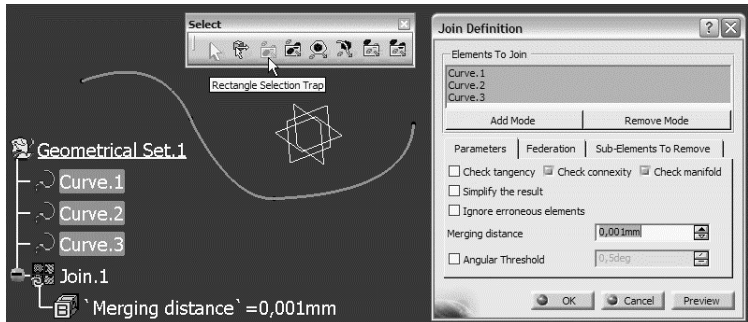 Select
Rectangle Selection Trap
Geometrical Set.1
Curve.1
Curve.2
Curve.3
Join.1
`Merging distance`=0,001mm
Join Definition
Elements To Join
Curve.1
Curve.2
Curve.3
Add Mode Remove Mode
Parameters Federation Sub-Elements To Remove
Check tangency Check connexity Check manifold
Simplify the result
Ignore erroneous elements
Merging distance 0,001mm
Angular Threshold 0,5deg
OK Cancel Preview